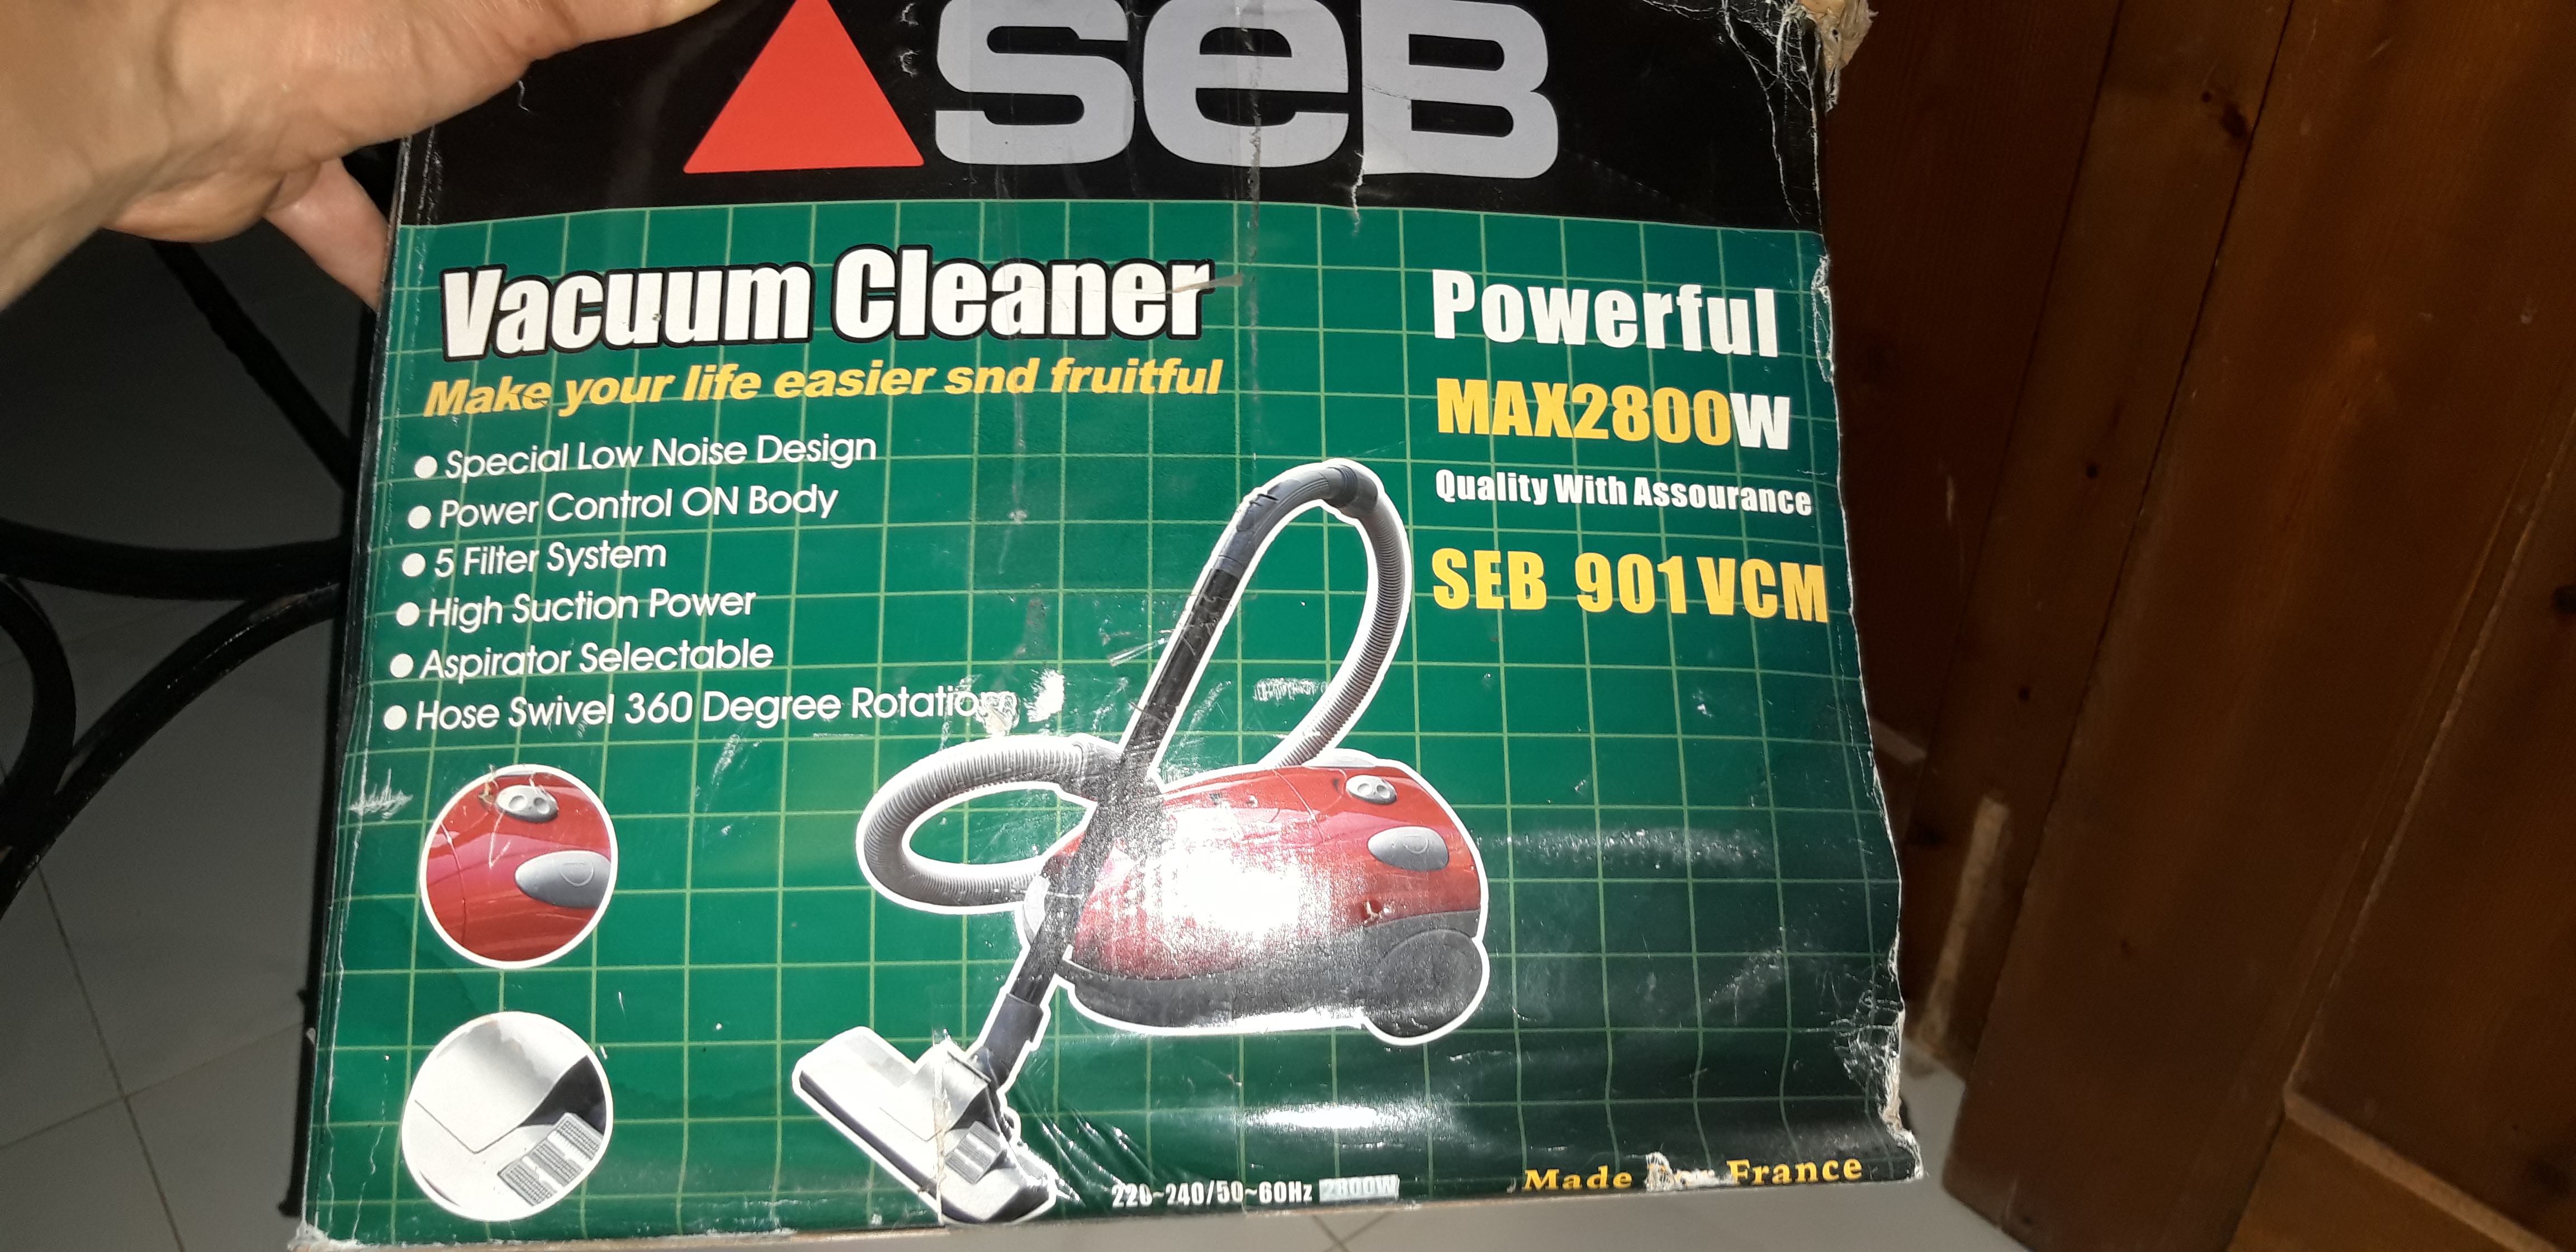 SeB
Vacuum Cleaner
Make your life easier snd fruitful
Special Low Noise Design
Power Control ON Body
5 Filter System
High Suction Power
Aspirator Selectable
Hose Swivel 360 Degree Rotation
Powerful
MAX2800W
Quality With Assourance
SEB 901 VCM
220~240/50~60Hz 2800W
Made For France